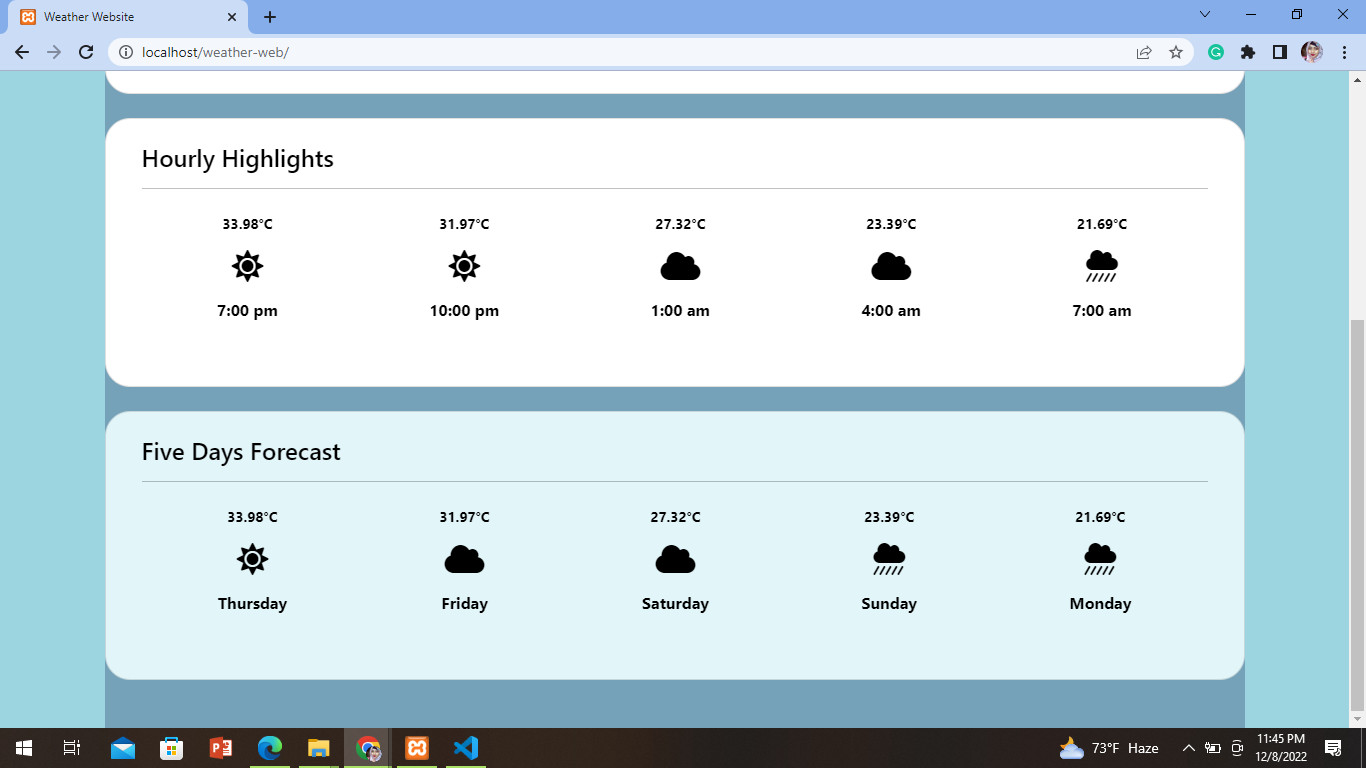 Weather Website
localhost/weather-web/
Hourly Highlights
33.98°C 31.97°C 27.32°C 23.39°C 21.69°C
7:00 pm 10:00 pm 1:00 am 4:00 am 7:00 am
Five Days Forecast
33.98°C 31.97°C 27.32°C 23.39°C 21.69°C
Thursday Friday Saturday Sunday Monday
73°F Haze
11:45 PM
12/8/2022